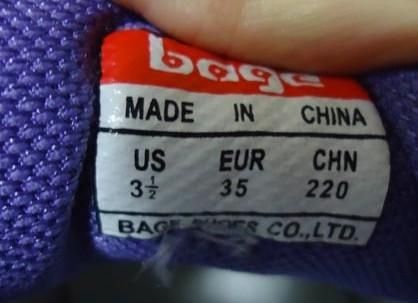 bage
MADE IN CHINA
US EUR CHN
3½ 35 220
BAGE SHOES CO.,LTD.